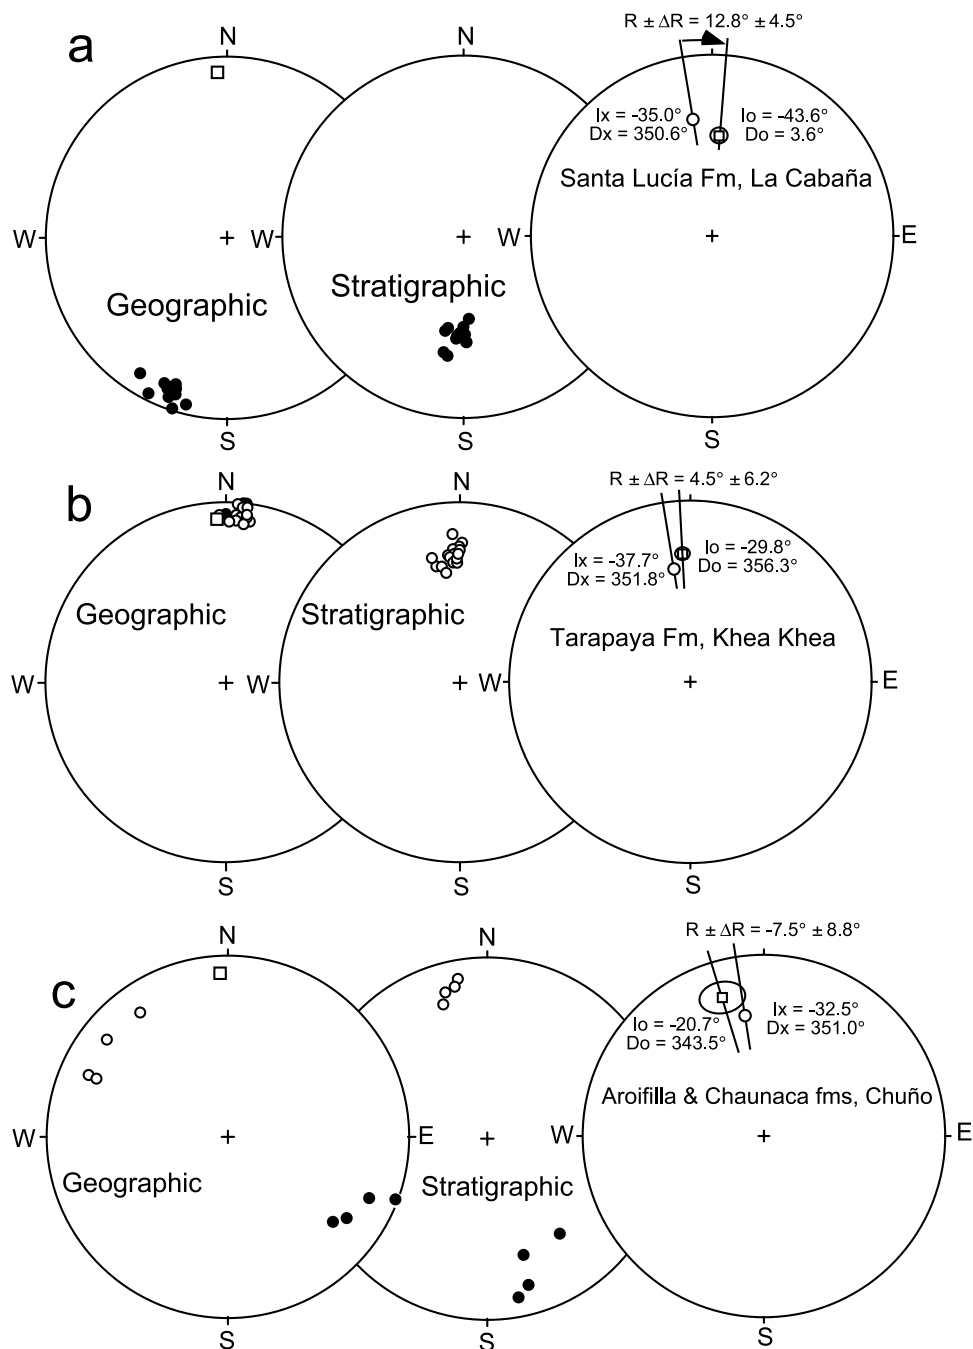 a
N
N
R ± ΔR = 12.8° ± 4.5°
Ix = -35.0°
Dx = 350.6°
Io = -43.6°
Do = 3.6°
Santa Lucía Fm, La Cabaña
W
W
W
E
Geographic
Stratigraphic
S
S
S
b
N
N
R ± ΔR = 4.5° ± 6.2°
Ix = -37.7°
Dx = 351.8°
Io = -29.8°
Do = 356.3°
Geographic
Stratigraphic
Tarapaya Fm, Khea Khea
W
W
W
E
S
S
S
c
N
N
R ± ΔR = -7.5° ± 8.8°
Io = -20.7°
Do = 343.5°
Ix = -32.5°
Dx = 351.0°
Aroifilla & Chaunaca fms, Chuño
W
E
W
E
Geographic
Stratigraphic
S
S
S